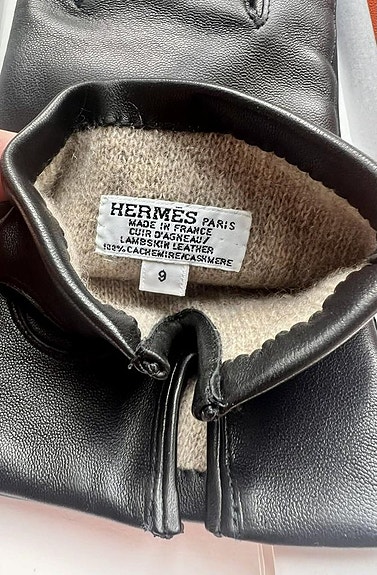 HERMÈS PARIS
MADE IN FRANCE
CUIR D'AGNEAU/
LAMBSKIN LEATHER
100% CACHEMIRE/CASHMERE
9